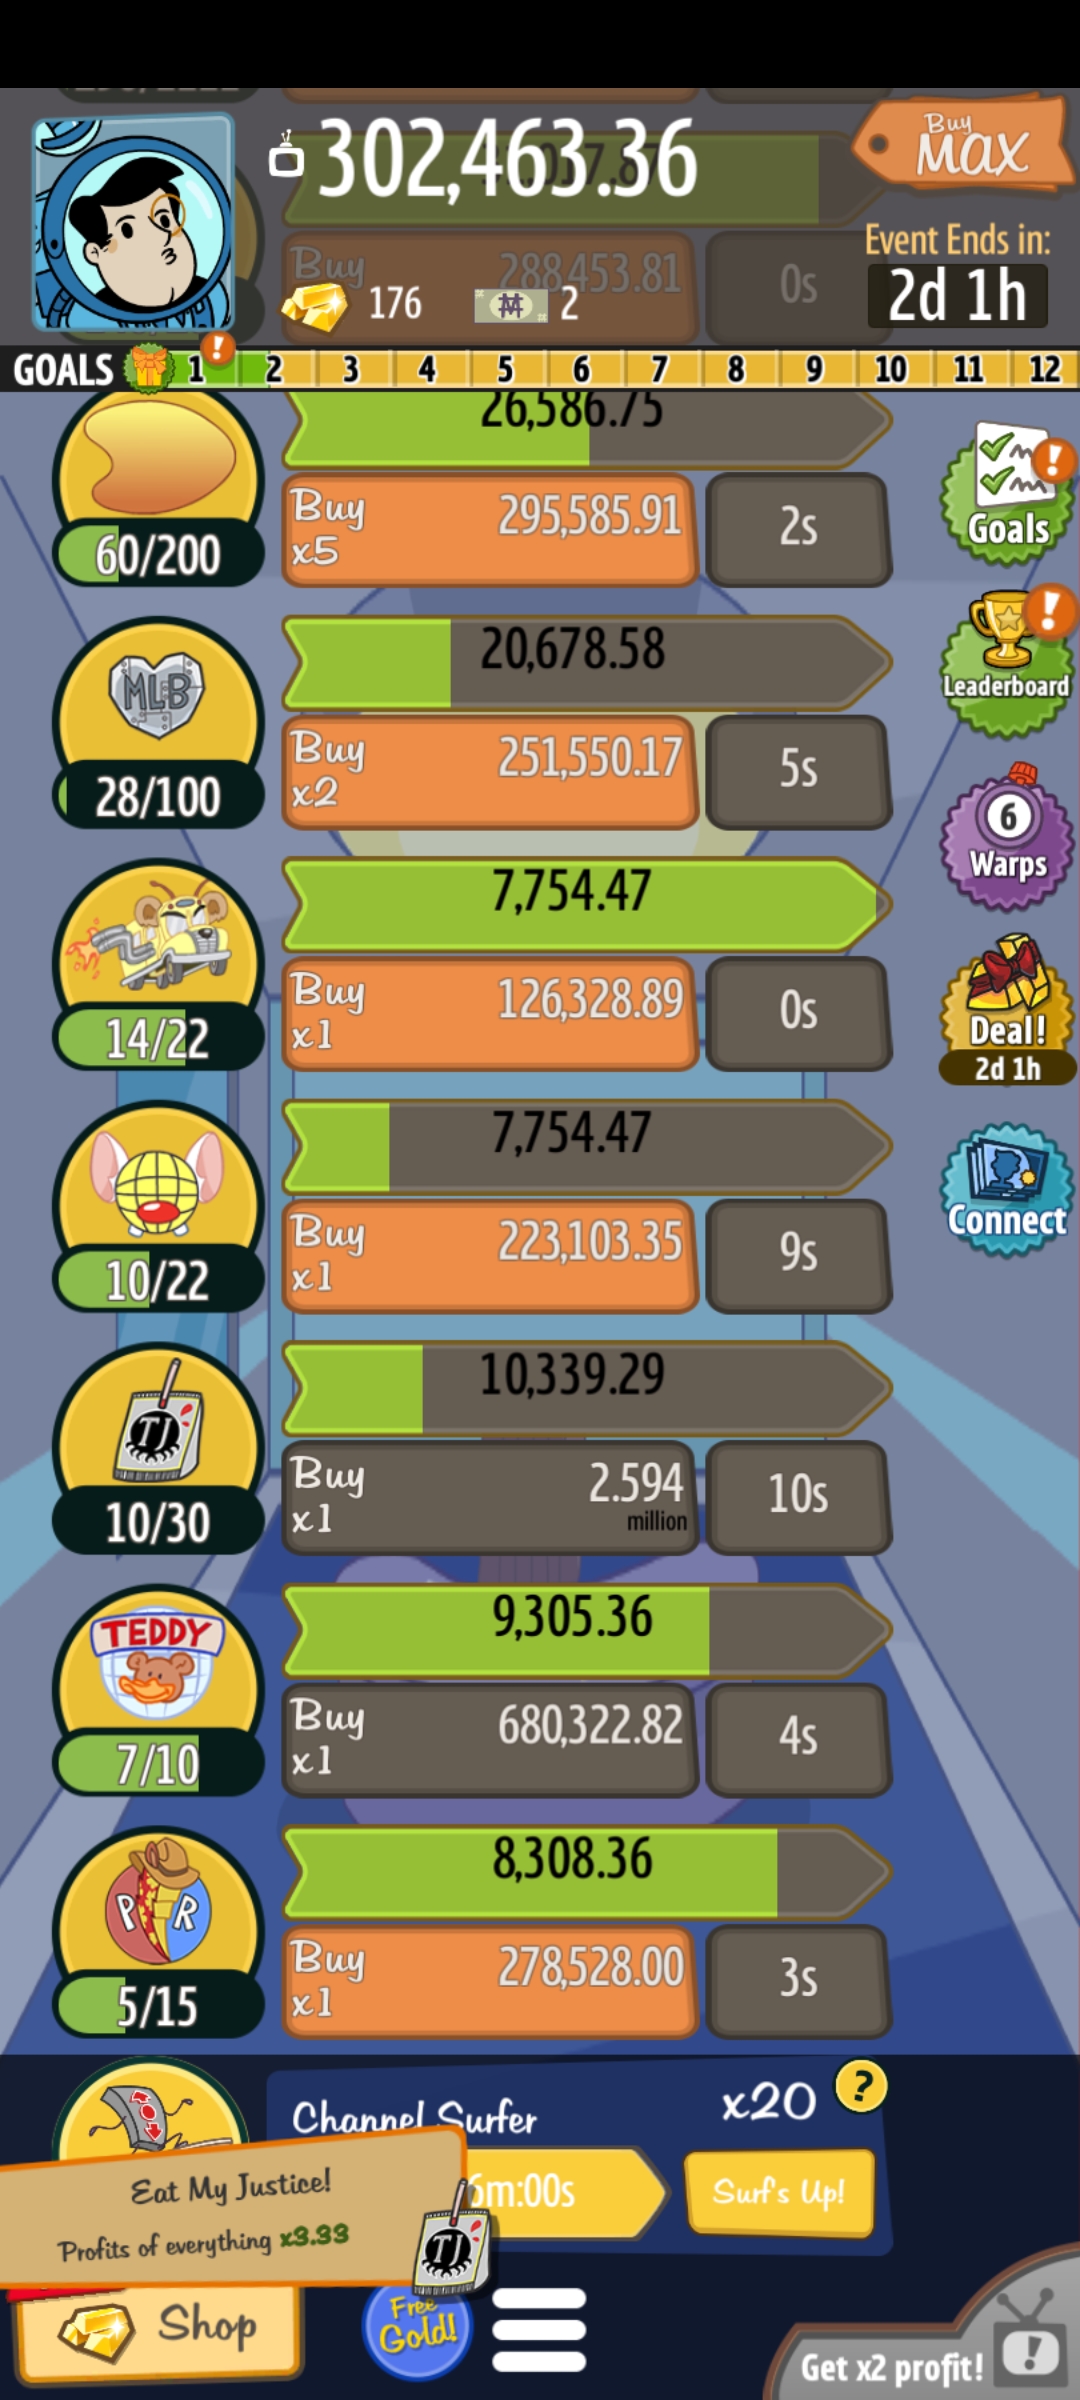 302,463.36
Buy
MAX
Event Ends in:
2d 1h
Buy
288453.81
0s
176
2
GOALS
1 2 3 4 5 6 7 8 9 10 11 12
26,586.75
Buy
x5
295,585.91
2s
60/200
Goals
20,678.58
MLB
Buy
x2
251,550.17
5s
28/100
Leaderboard
7,754.47
Buy
x1
126,328.89
0s
14/22
6
Warps
Deal!
2d 1h
7,754.47
Buy
x1
223,103.35
9s
10/22
Connect
10,339.29
TJ
Buy
x1
2.594
million
10s
10/30
9,305.36
TEDDY
Buy
x1
680,322.82
4s
7/10
8,308.36
P R
Buy
x1
278,528.00
3s
5/15
Channel Surfer
x20
?
6m:00s
Surf's Up!
Eat My Justice!
Profits of everything x3.33
TJ
Shop
Free
Gold!
Get x2 profit!